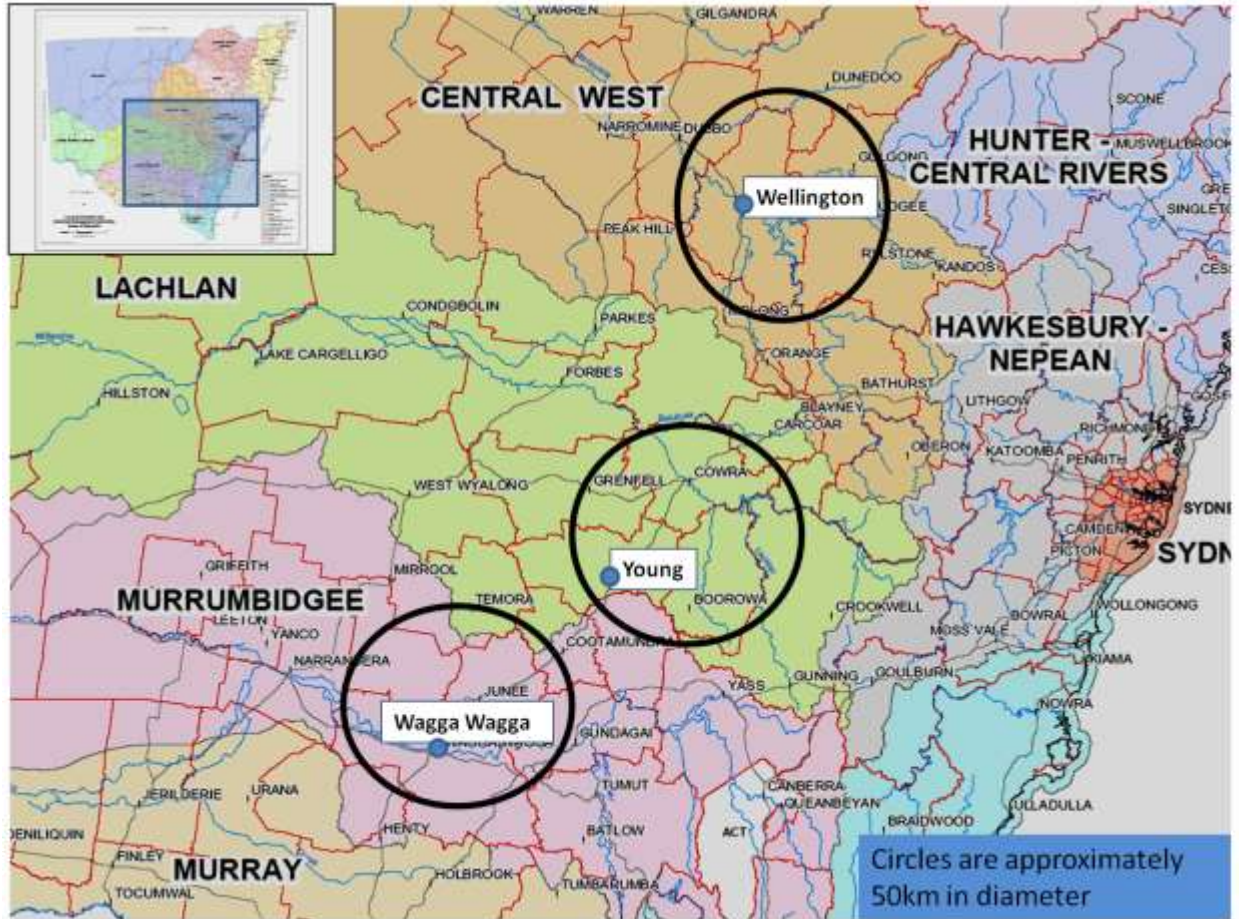 WARREN
GILGANDRA
DUNEDOO
CENTRAL WEST
SCONE
NARROMINE
HUNTER -
CENTRAL RIVERS
MUSWELLBROOK
Wellington
SINGLET
PEAK HILL
RYLSTONE
KANDOS
LACHLAN
CONDOBOLIN
PARKES
HAWKESBURY -
NEPEAN
LAKE CARGELLIGO
ORANGE
FORBES
HILLSTON
BATHURST
BLAYNEY
CARCOAR
LITHGOW
RICHMOND
OBERON
KATOOMBA
PENRITH
COWRA
WEST WYALONG
GRENFELL
CAMDEN
PICTON
SYDN
GRIFFITH
MIRROOL
Young
MURRUMBIDGEE
LEETON
TEMORA
BOOROWA
CROOKWELL
BOWRAL
WOLLONGONG
YANCO
MOSS VALE
KIAMA
COOTAMUNDRA
NARRANDERA
GUNNING
GOULBURN
YASS
JUNEE
NOWRA
Wagga Wagga
GUNDAGAI
JERILDERIE
URANA
TUMUT
CANBERRA
QUEANBEYAN
ULLADULLA
DENILIQUIN
HENTY
BATLOW
ACT
BRAIDWOOD
FINLEY
MURRAY
HOLBROOK
TUMBARUMBA
TOCUMWAL
Circles are approximately
50km in diameter